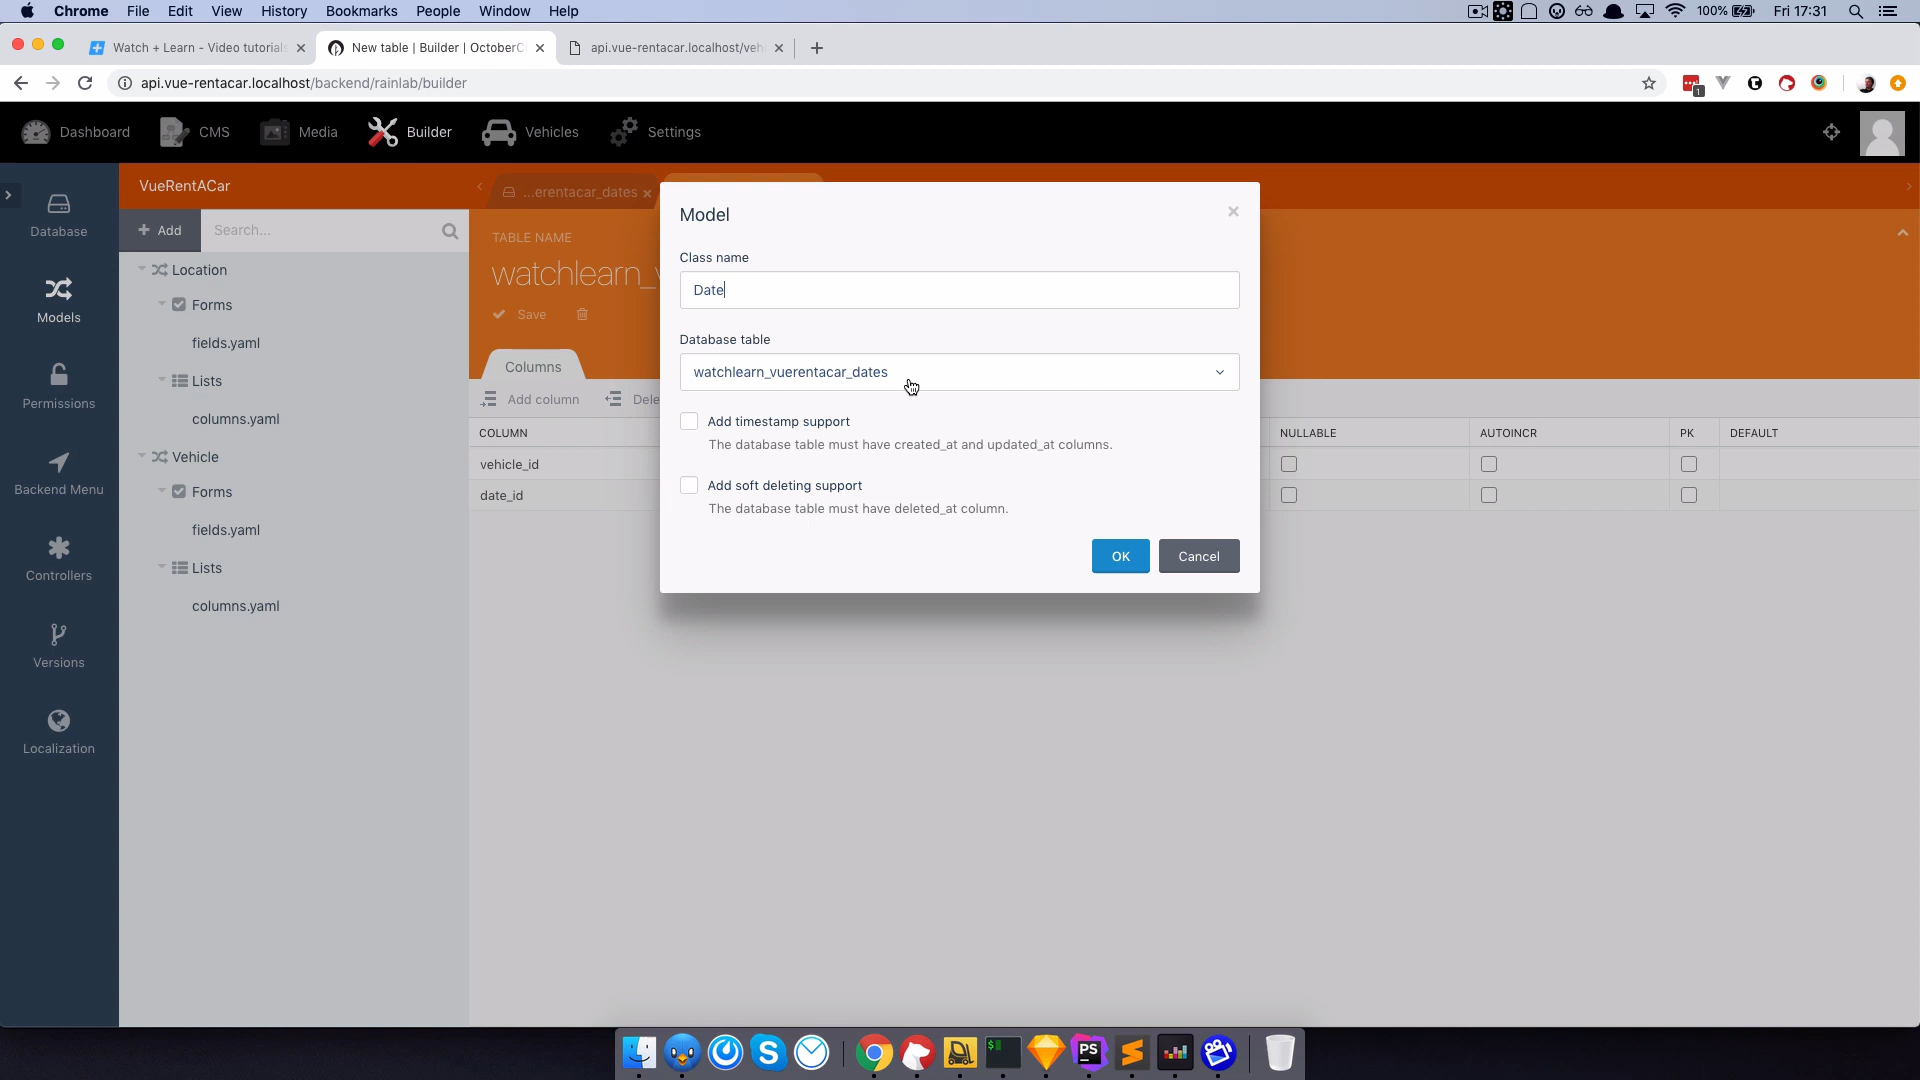 Chrome File Edit View History Bookmarks People Window Help 100% Fri 17:31
Watch + Learn - Video tutorials
New table | Builder | OctoberC
api.vue-rentacar.localhost/veh
api.vue-rentacar.localhost/backend/rainlab/builder
1
Dashboard CMS Media Builder Vehicles Settings
VueRentACar
...erentacar_dates
Add Search...
Database
Models
Permissions
Backend Menu
Controllers
Versions
Localization
Location
Forms
fields.yaml
Lists
columns.yaml
Vehicle
Forms
fields.yaml
Lists
columns.yaml
TABLE NAME
watchlearn_
Save
Columns
Add column
COLUMN NULLABLE AUTOINCR PK DEFAULT
vehicle_id
date_id
Model
Class name
Date
Database table
watchlearn_vuerentacar_dates
Add timestamp support
The database table must have created_at and updated_at columns.
Add soft deleting support
The database table must have deleted_at column.
OK Cancel
PS